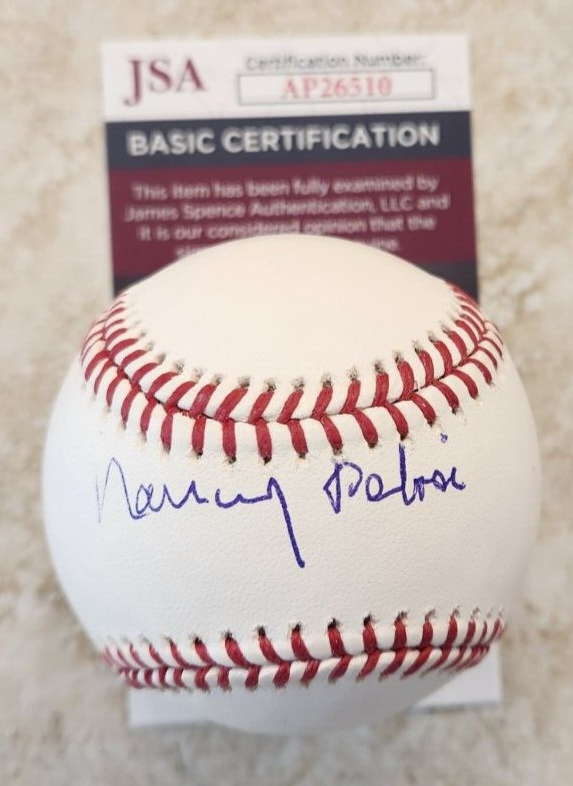 JSA
Certification Number:
AP26510
BASIC CERTIFICATION
This item has been fully examined by
James Spence Authentication, LLC and
it is our considered opinion that the
Nancy Pelosi